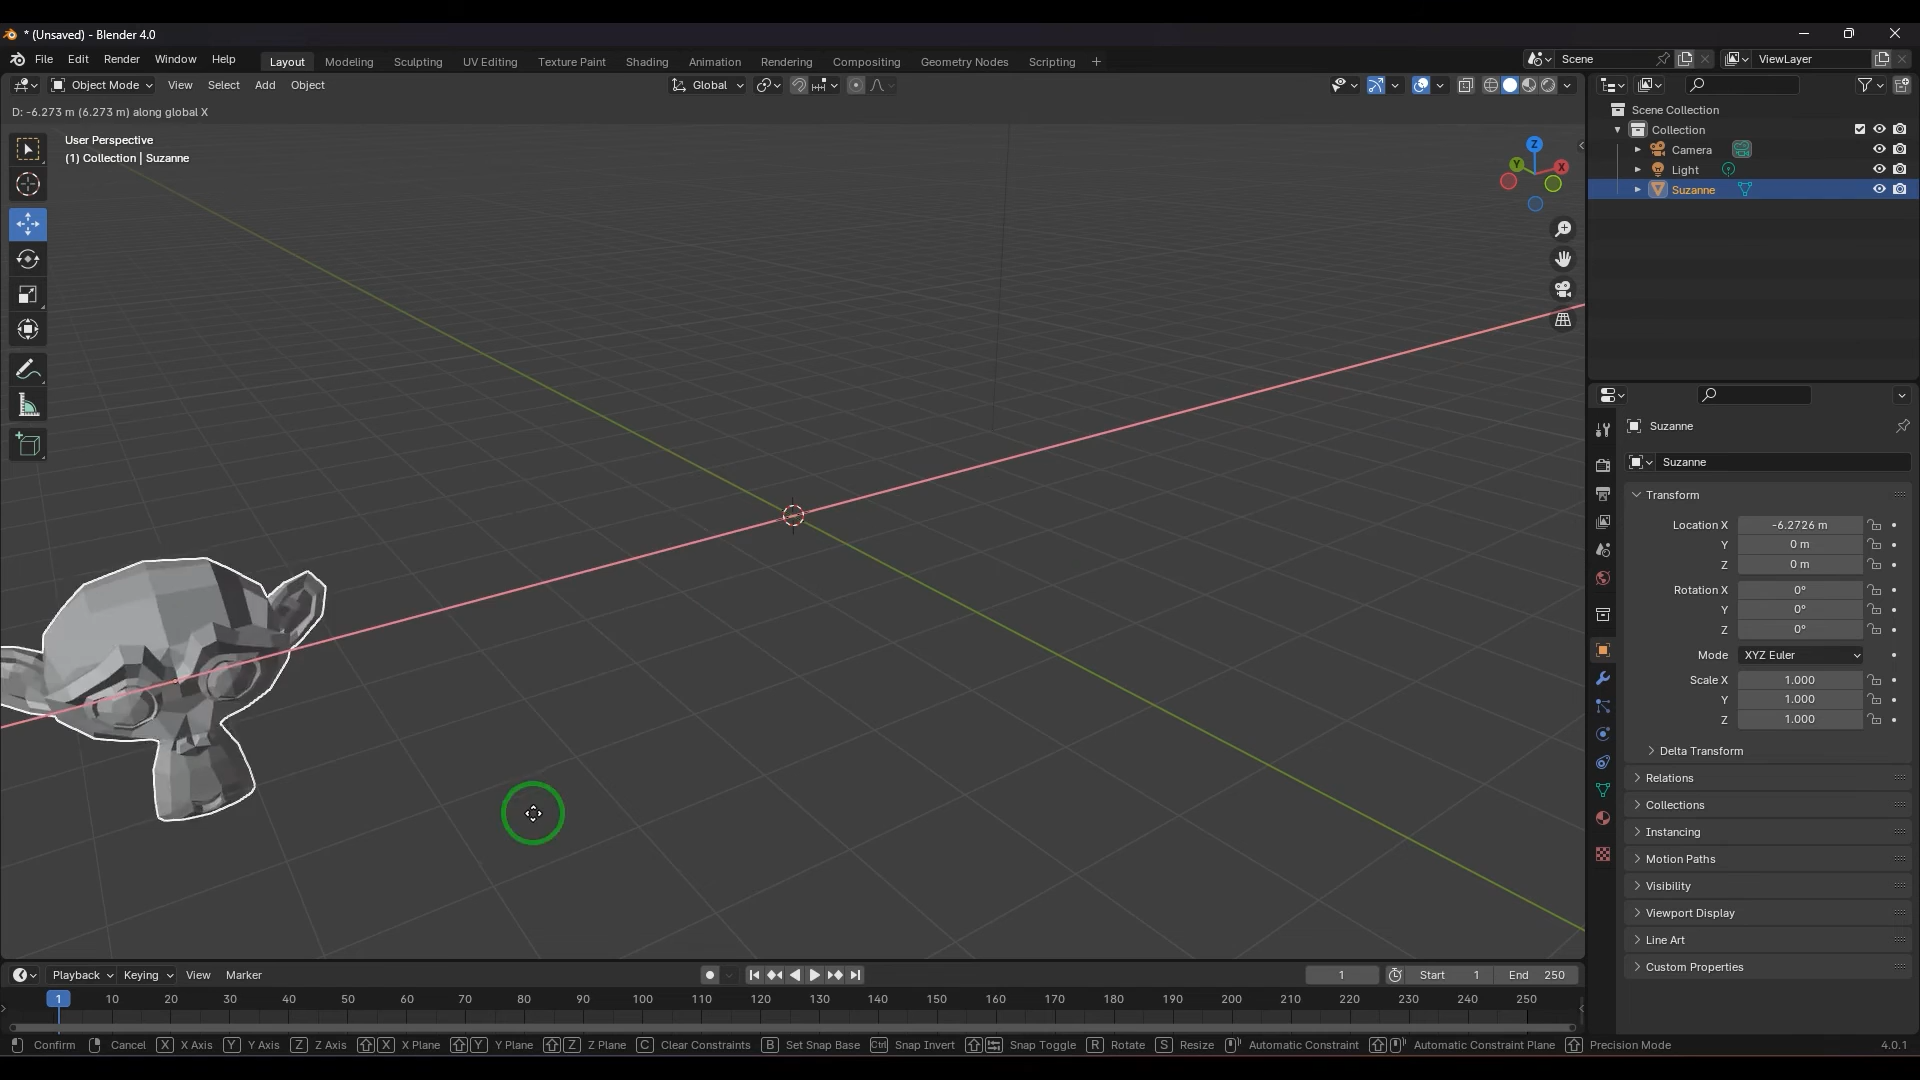 * (Unsaved) - Blender 4.0
File Edit Render Window Help Layout Modeling Sculpting UV Editing Texture Paint Shading Animation Rendering Compositing Geometry Nodes Scripting + Scene ViewLayer
Object Mode View Select Add Object Global
D: -6.273 m (6.273 m) along global X
User Perspective
(1) Collection | Suzanne
Z
Y
X
Scene Collection
Collection
Camera
Light
Suzanne
Suzanne
Suzanne
Transform
Location X -6.2726 m
Y 0 m
Z 0 m
Rotation X 0°
Y 0°
Z 0°
Mode XYZ Euler
Scale X 1.000
Y 1.000
Z 1.000
Delta Transform
Relations
Collections
Instancing
Motion Paths
Visibility
Viewport Display
Line Art
Custom Properties
Playback Keying View Marker 1 Start 1 End 250
1 10 20 30 40 50 60 70 80 90 100 110 120 130 140 150 160 170 180 190 200 210 220 230 240 250
Confirm Cancel X X Axis Y Y Axis Z Z Axis X X Plane Y Y Plane Z Z Plane C Clear Constraints B Set Snap Base Ctrl Snap Invert Snap Toggle R Rotate S Resize Automatic Constraint Automatic Constraint Plane Precision Mode 4.0.1